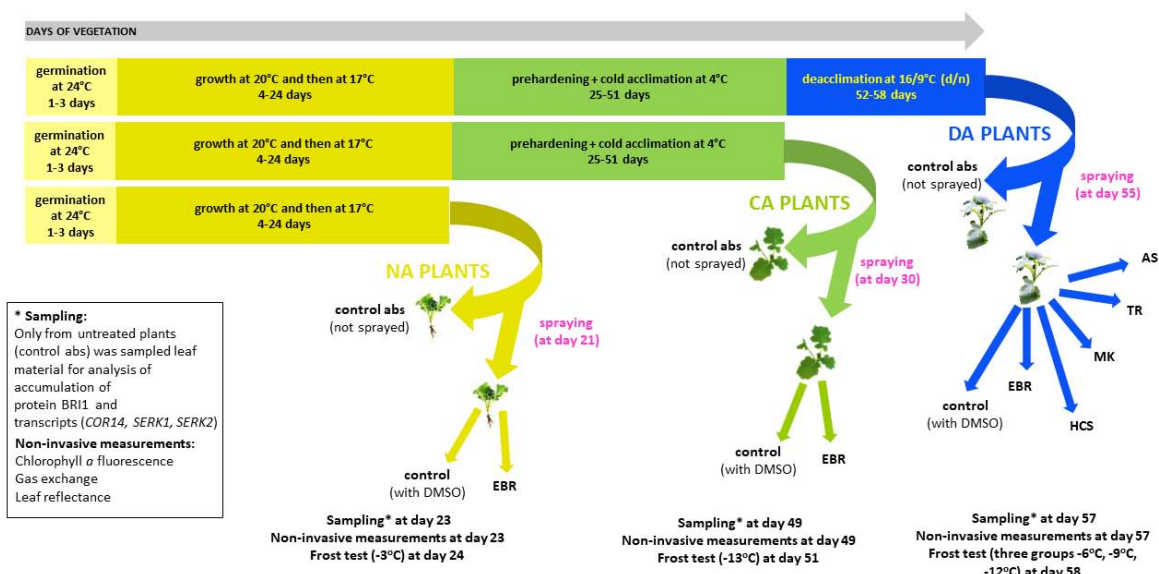 DAYS OF VEGETATION
germination
at 24°C
1-3 days
growth at 20°C and then at 17°C
4-24 days
prehardening + cold acclimation at 4°C
25-51 days
deacclimation at 16/9°C (d/n)
52-58 days
germination
at 24°C
1-3 days
growth at 20°C and then at 17°C
4-24 days
prehardening + cold acclimation at 4°C
25-51 days
germination
at 24°C
1-3 days
growth at 20°C and then at 17°C
4-24 days
DA PLANTS
control abs
(not sprayed)
spraying
(at day 55)
AS
TR
MK
HCS
EBR
control
(with DMSO)
CA PLANTS
control abs
(not sprayed)
spraying
(at day 30)
control
(with DMSO)
EBR
NA PLANTS
control abs
(not sprayed)
spraying
(at day 21)
control
(with DMSO)
EBR
* Sampling:
Only from untreated plants
(control abs) was sampled leaf
material for analysis of
accumulation of
protein BRI1 and
transcripts (COR14, SERK1, SERK2)
Non-invasive measurements:
Chlorophyll a fluorescence
Gas exchange
Leaf reflectance
Sampling* at day 23
Non-invasive measurements at day 23
Frost test (-3°C) at day 24
Sampling* at day 49
Non-invasive measurements at day 49
Frost test (-13°C) at day 51
Sampling* at day 57
Non-invasive measurements at day 57
Frost test (three groups -6°C, -9°C,
-12°C) at day 58